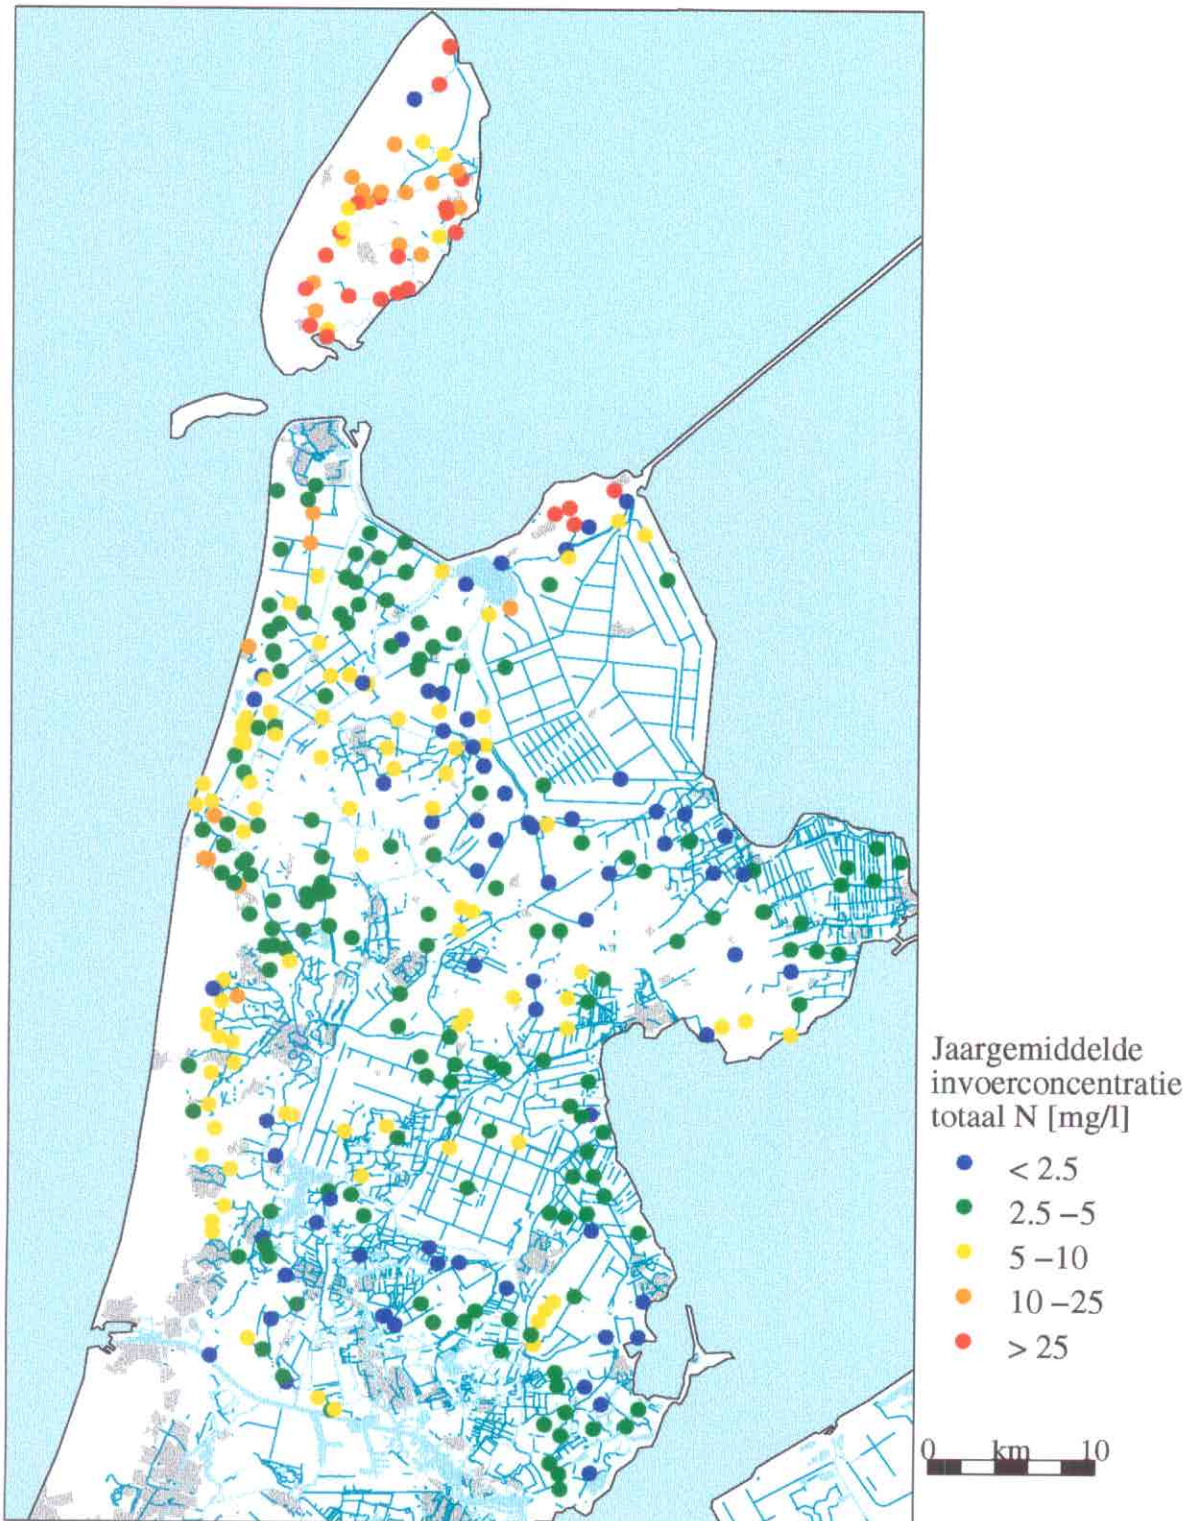 Jaargemiddelde
invoerconcentratie
totaal N [mg/l]
< 2.5
2.5 –5
5 –10
10 –25
> 25
0 km 10